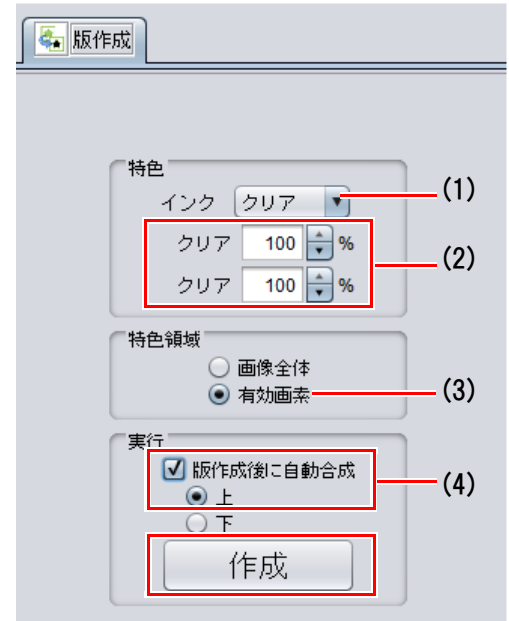 版作成
特色
インク クリア (1)
クリア 100 %
(2)
クリア 100 %
特色領域
画像全体
有効画素 (3)
実行
版作成後に自動合成
(4)
上
下
作成